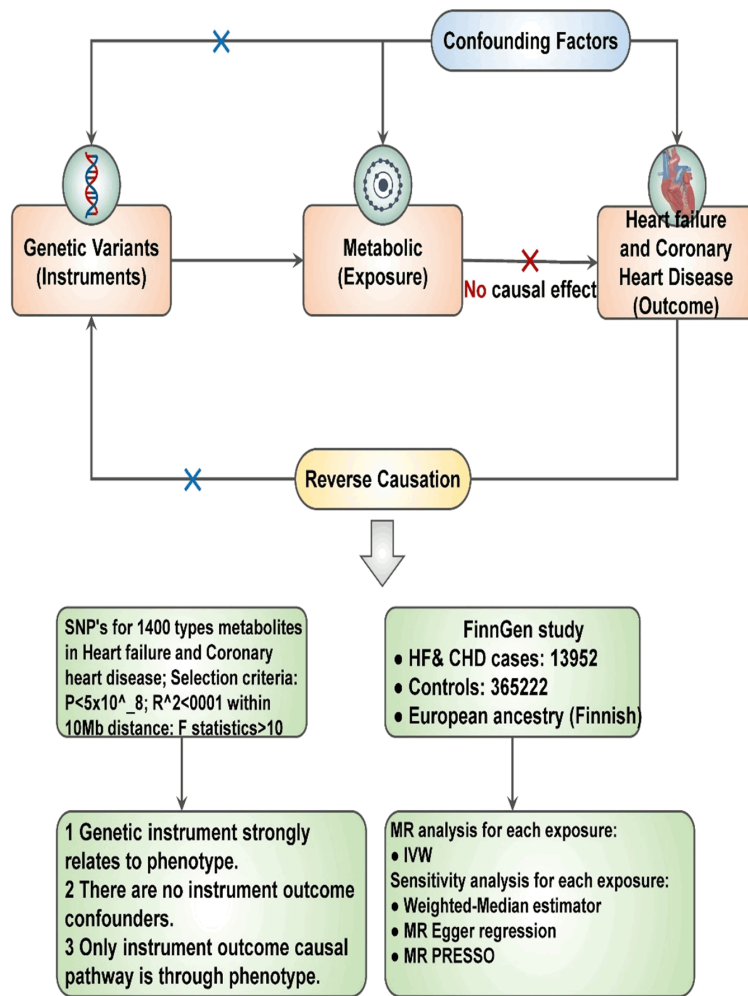 Confounding Factors
Genetic Variants
(Instruments)
Metabolic
(Exposure)
No causal effect
Heart failure
and Coronary
Heart Disease
(Outcome)
Reverse Causation
SNP's for 1400 types metabolites
in Heart failure and Coronary
heart disease; Selection criteria:
P<5x10^_8; R^2<0001 within
10Mb distance: F statistics>10
FinnGen study
● HF& CHD cases: 13952
● Controls: 365222
● European ancestry (Finnish)
1 Genetic instrument strongly
relates to phenotype.
2 There are no instrument outcome
confounders.
3 Only instrument outcome causal
pathway is through phenotype.
MR analysis for each exposure:
● IVW
Sensitivity analysis for each exposure:
● Weighted-Median estimator
● MR Egger regression
● MR PRESSO